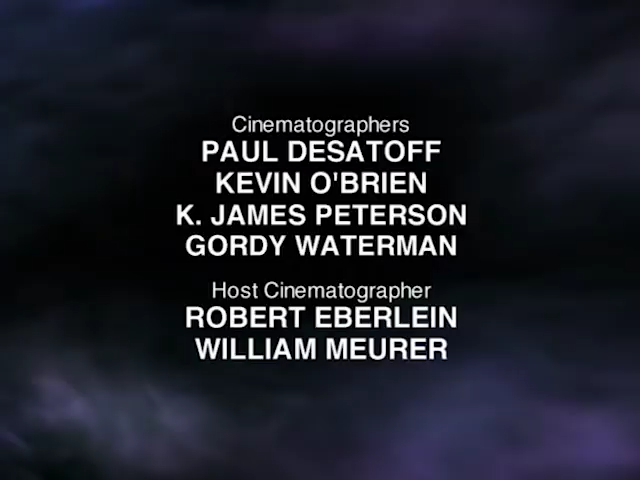 Cinematographers
PAUL DESATOFF
KEVIN O'BRIEN
K. JAMES PETERSON
GORDY WATERMAN
Host Cinematographer
ROBERT EBERLEIN
WILLIAM MEURER